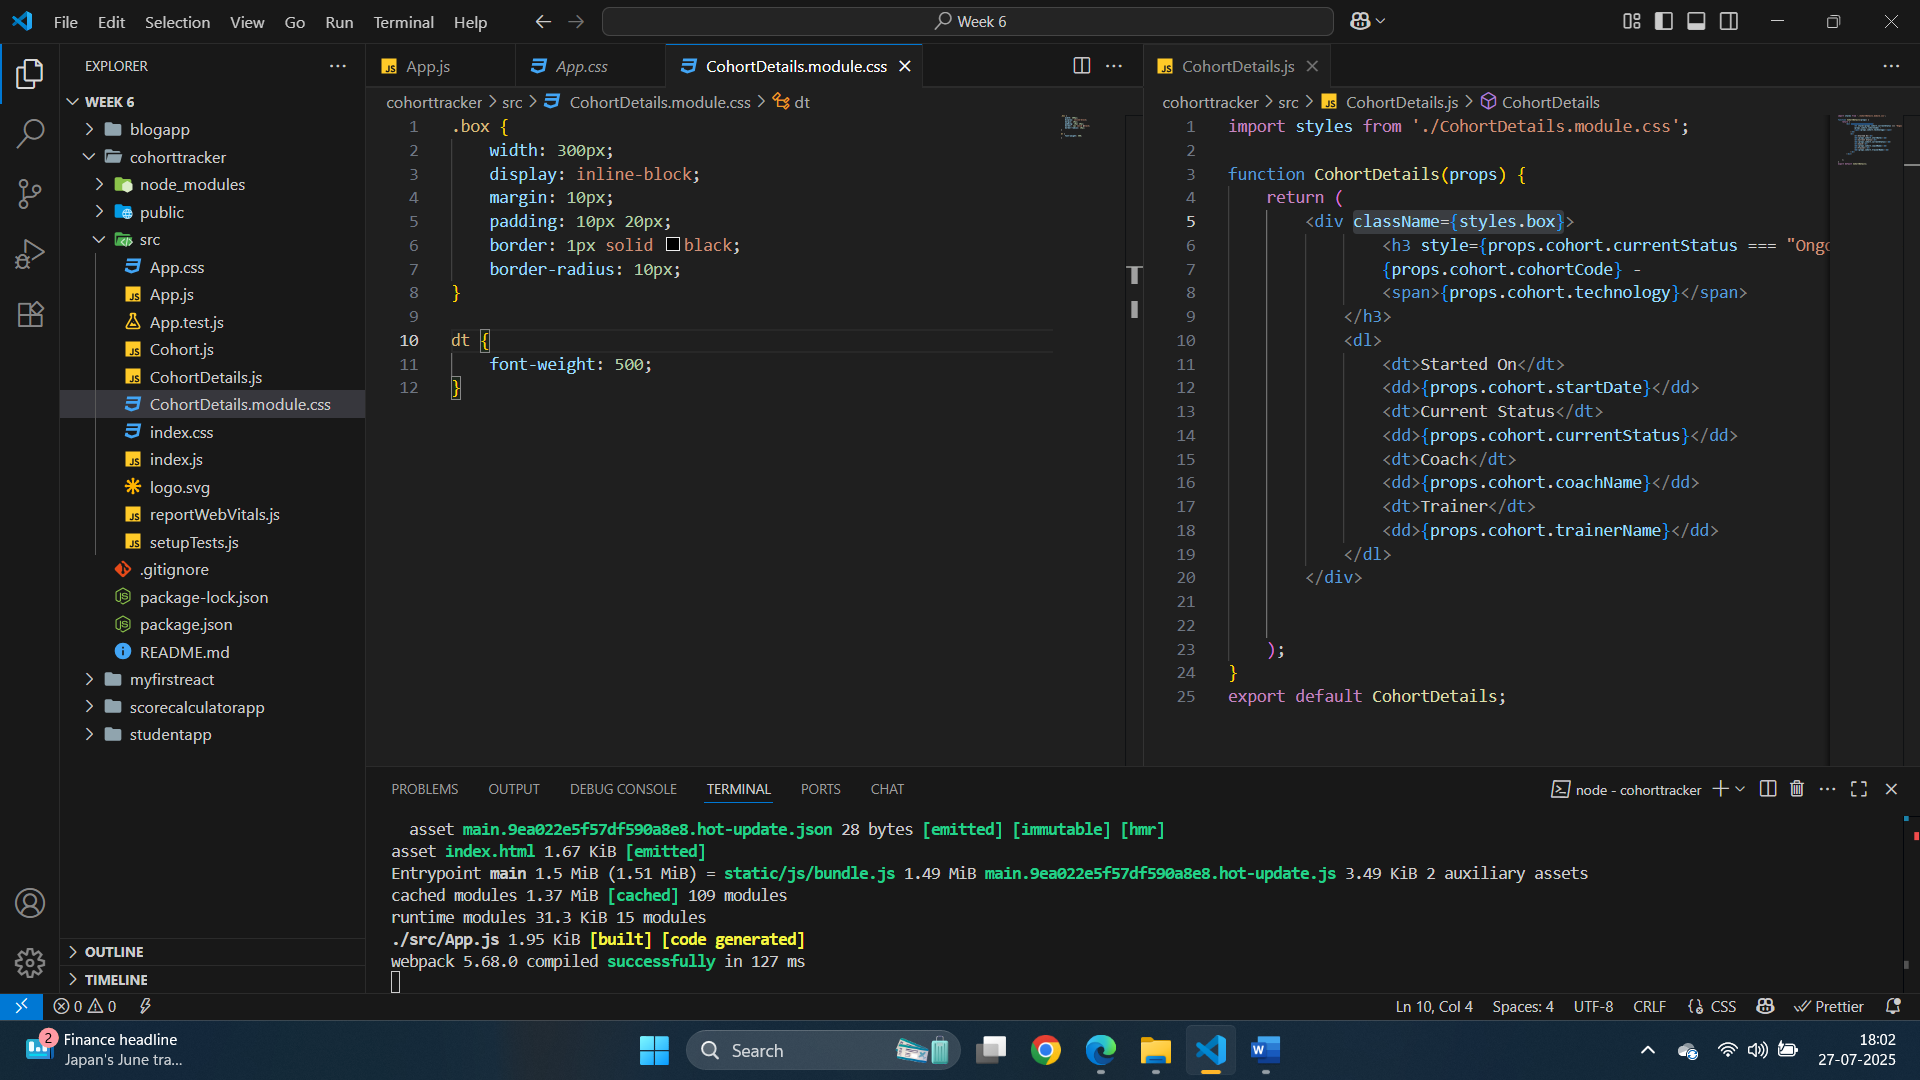 File Edit Selection View Go Run Terminal Help
Week 6
EXPLORER
WEEK 6
blogapp
cohorttracker
node_modules
public
src
App.css
App.js
App.test.js
Cohort.js
CohortDetails.js
CohortDetails.module.css
index.css
index.js
logo.svg
reportWebVitals.js
setupTests.js
.gitignore
package-lock.json
package.json
README.md
myfirstreact
scorecalculatorapp
studentapp
OUTLINE
TIMELINE
App.js App.css CohortDetails.module.css
cohorttracker > src > CohortDetails.module.css > dt
1 .box {
2 width: 300px;
3 display: inline-block;
4 margin: 10px;
5 padding: 10px 20px;
6 border: 1px solid black;
7 border-radius: 10px;
8 }
9
10 dt {
11 font-weight: 500;
12 }
CohortDetails.js
cohorttracker > src > CohortDetails.js > CohortDetails
1 import styles from './CohortDetails.module.css';
2
3 function CohortDetails(props) {
4 return (
5 <div className={styles.box}>
6 <h3 style={props.cohort.currentStatus === "Ongo
7 {props.cohort.cohortCode} -
8 <span>{props.cohort.technology}</span>
9 </h3>
10 <dl>
11 <dt>Started On</dt>
12 <dd>{props.cohort.startDate}</dd>
13 <dt>Current Status</dt>
14 <dd>{props.cohort.currentStatus}</dd>
15 <dt>Coach</dt>
16 <dd>{props.cohort.coachName}</dd>
17 <dt>Trainer</dt>
18 <dd>{props.cohort.trainerName}</dd>
19 </dl>
20 </div>
21
22
23 );
24 }
25 export default CohortDetails;
PROBLEMS OUTPUT DEBUG CONSOLE TERMINAL PORTS CHAT
node - cohorttracker
asset main.9ea022e5f57df590a8e8.hot-update.json 28 bytes [emitted] [immutable] [hmr]
asset index.html 1.67 KiB [emitted]
Entrypoint main 1.5 MiB (1.51 MiB) = static/js/bundle.js 1.49 MiB main.9ea022e5f57df590a8e8.hot-update.js 3.49 KiB 2 auxiliary assets
cached modules 1.37 MiB [cached] 109 modules
runtime modules 31.3 KiB 15 modules
./src/App.js 1.95 KiB [built] [code generated]
webpack 5.68.0 compiled successfully in 127 ms
0 0
Ln 10, Col 4 Spaces: 4 UTF-8 CRLF {} CSS Prettier
2
Finance headline
Japan's June tra...
Search
18:02
27-07-2025